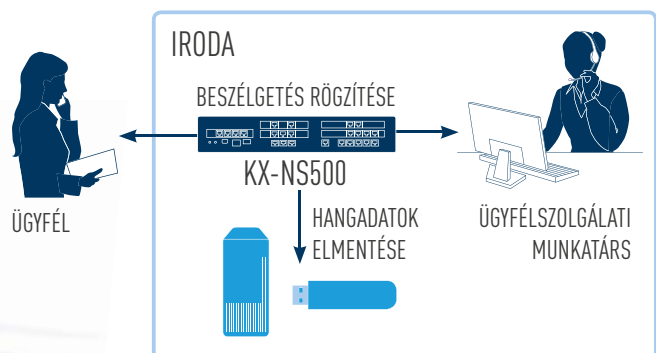 IRODA
BESZÉLGETÉS RÖGZÍTÉSE
KX-NS500
ÜGYFÉL
HANGADATOK
ELMENTÉSE
ÜGYFÉLSZOLGÁLATI
MUNKATÁRS